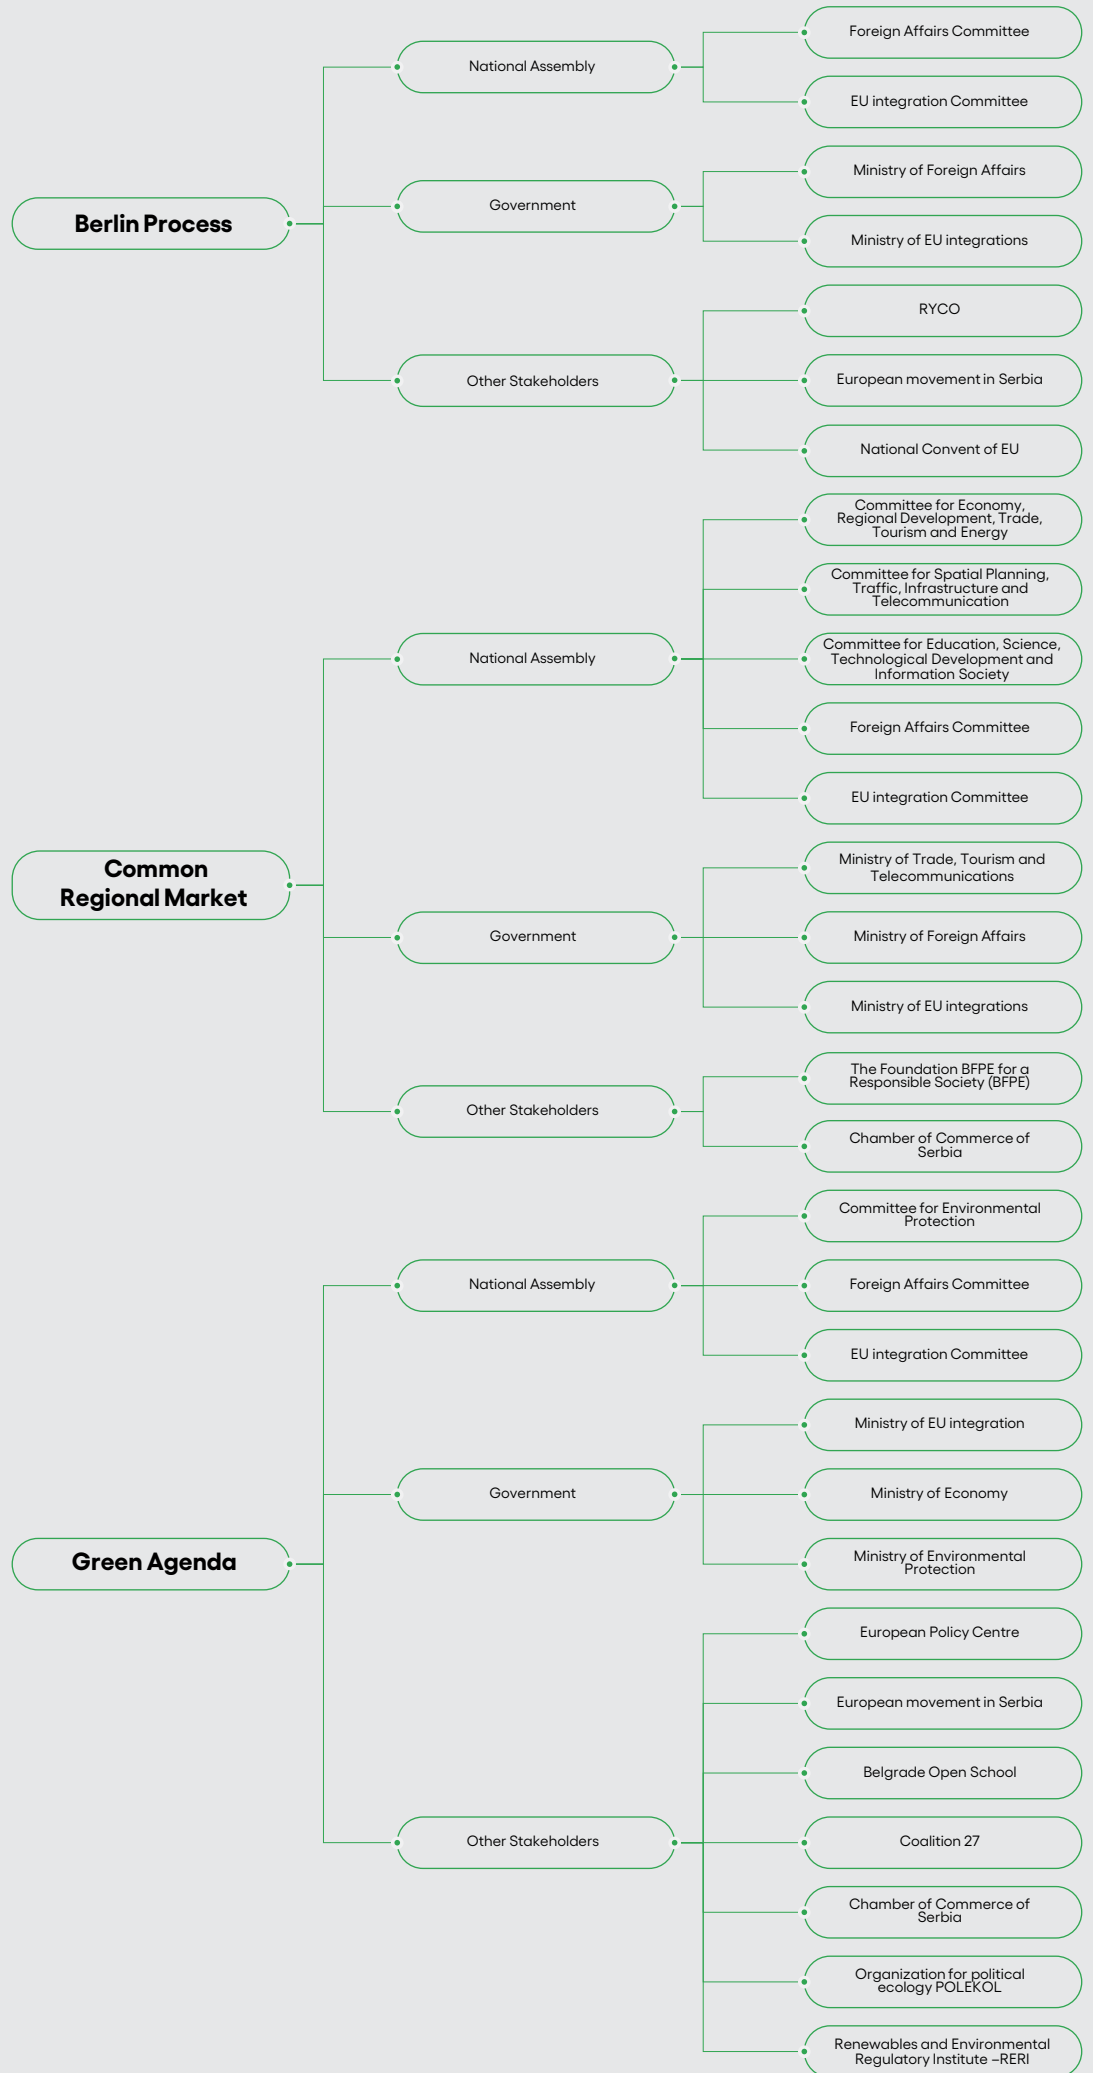 Berlin Process
National Assembly
Foreign Affairs Committee
EU integration Committee
Government
Ministry of Foreign Affairs
Ministry of EU integrations
Other Stakeholders
RYCO
European movement in Serbia
National Convent of EU
Common
Regional Market
National Assembly
Committee for Economy,
Regional Development, Trade,
Tourism and Energy
Committee for Spatial Planning,
Traffic, Infrastructure and
Telecommunication
Committee for Education, Science,
Technological Development and
Information Society
Foreign Affairs Committee
EU integration Committee
Government
Ministry of Trade, Tourism and
Telecommunications
Ministry of Foreign Affairs
Ministry of EU integrations
Other Stakeholders
The Foundation BFPE for a
Responsible Society (BFPE)
Chamber of Commerce of
Serbia
Green Agenda
National Assembly
Committee for Environmental
Protection
Foreign Affairs Committee
EU integration Committee
Government
Ministry of EU integration
Ministry of Economy
Ministry of Environmental
Protection
Other Stakeholders
European Policy Centre
European movement in Serbia
Belgrade Open School
Coalition 27
Chamber of Commerce of
Serbia
Organization for political
ecology POLEKOL
Renewables and Environmental
Regulatory Institute –RERI